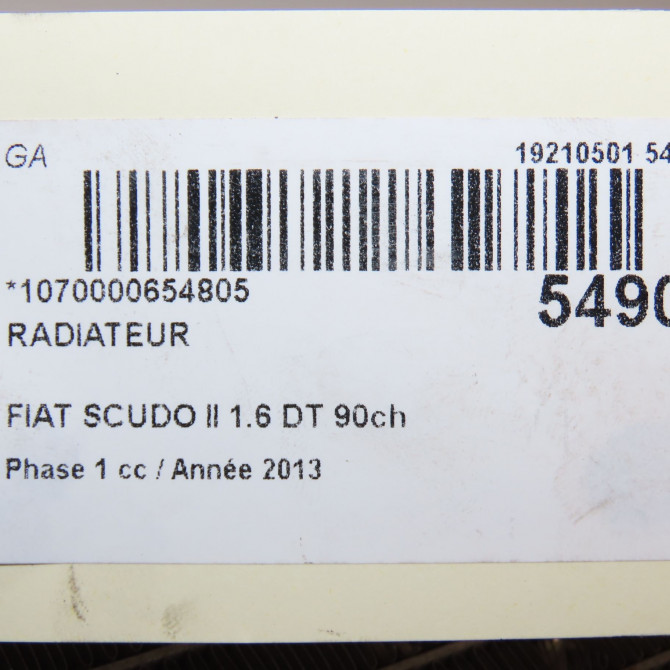 GA 19210501 54
*1070000654805
5490
RADIATEUR
FIAT SCUDO II 1.6 DT 90ch
Phase 1 cc / Année 2013